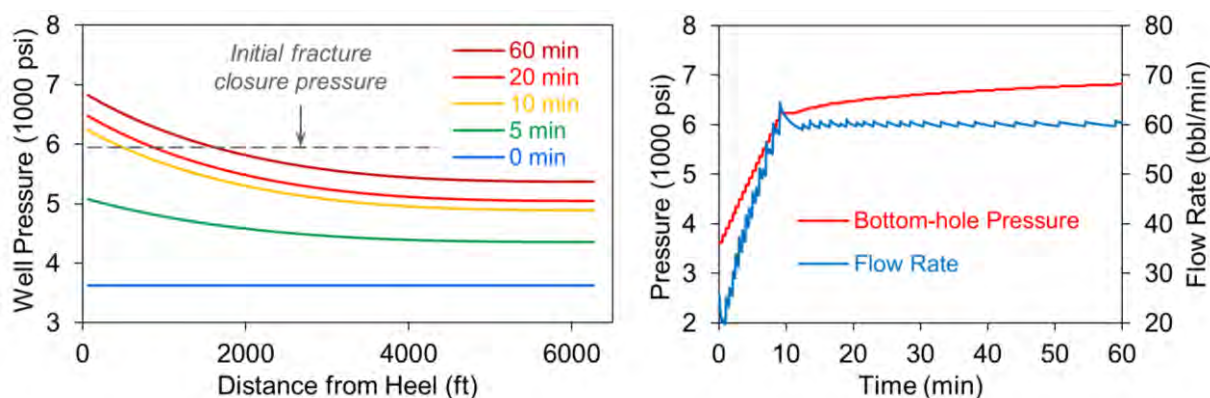 Well Pressure (1000 psi)
8
7
6
5
4
3
0
2000
4000
6000
Distance from Heel (ft)
Initial fracture
closure pressure
60 min
20 min
10 min
5 min
0 min
Pressure (1000 psi)
8
7
6
5
4
3
2
0
10
20
30
40
50
60
Time (min)
Bottom-hole Pressure
Flow Rate
80
70
60
50
40
30
20
Flow Rate (bbl/min)